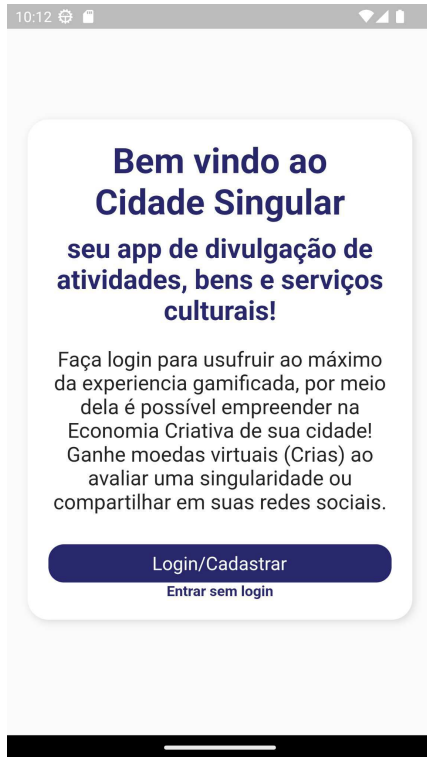 10:12
Bem vindo ao
Cidade Singular
seu app de divulgação de
atividades, bens e serviços
culturais!
Faça login para usufruir ao máximo
da experiencia gamificada, por meio
dela é possível empreender na
Economia Criativa de sua cidade!
Ganhe moedas virtuais (Crias) ao
avaliar uma singularidade ou
compartilhar em suas redes sociais.
Login/Cadastrar
Entrar sem login